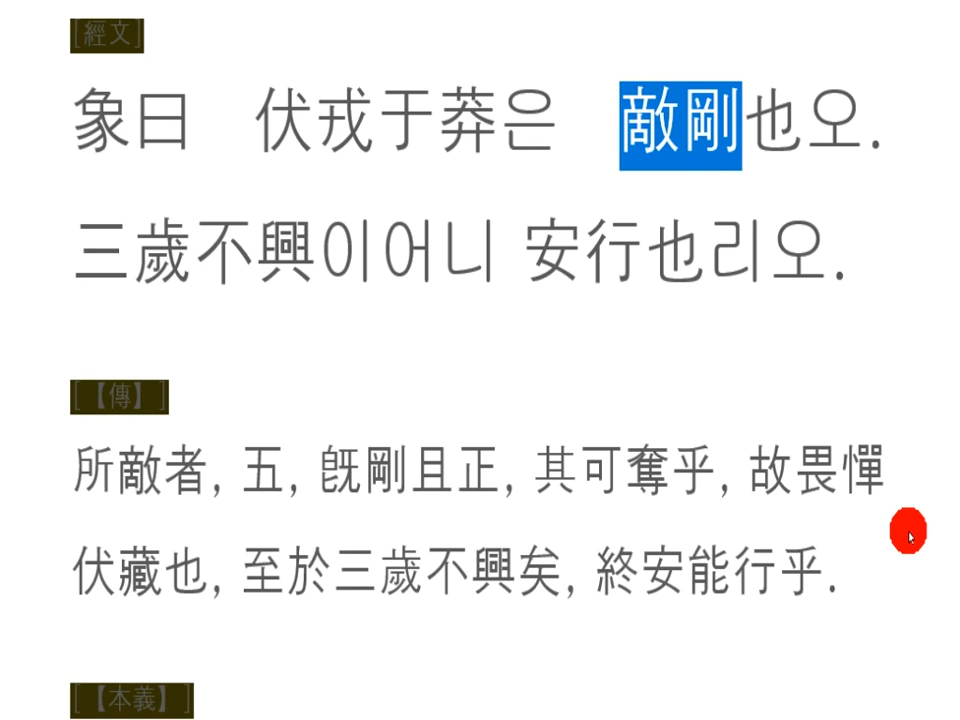 [經文]
象曰 伏戎于莽은 敵剛也오.
三歲不興이어니 安行也리오.
[【傳】]
所敵者, 五, 旣剛且正, 其可奪乎, 故畏憚
伏藏也, 至於三歲不興矣, 終安能行乎.
[【本義】]